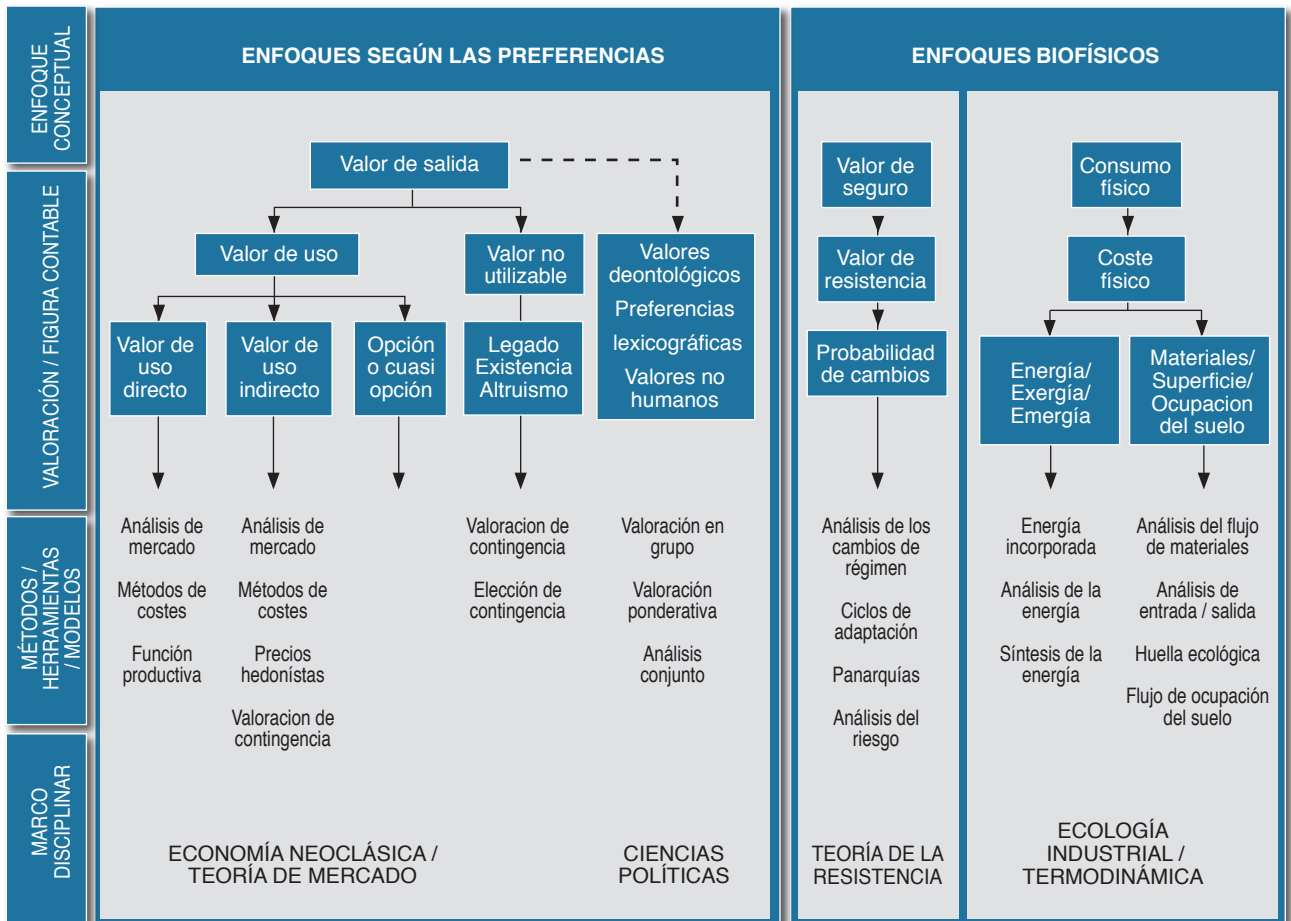 ENFOQUE
CONCEPTUAL
ENFOQUES SEGÚN LAS PREFERENCIAS
ENFOQUES BIOFÍSICOS
VALORACIÓN / FIGURA CONTABLE
Valor de salida
Valor de uso
Valor no
utilizable
Valores
deontológicos
Preferencias
lexicográficas
Valores no
humanos
Valor de
uso
directo
Valor de
uso
indirecto
Opción
o cuasi
opción
Legado
Existencia
Altruismo
Valor de
seguro
Valor de
resistencia
Probabilidad
de cambios
Consumo
físico
Coste
físico
Energía/
Exergía/
Emergía
Materiales/
Superficie/
Ocupacion
del suelo
MÉTODOS /
HERRAMIENTAS
/ MODELOS
Análisis de
mercado
Métodos de
costes
Función
productiva
Análisis de
mercado
Métodos de
costes
Precios
hedonístas
Valoracion de
contingencia
Valoracion de
contingencia
Elección de
contingencia
Valoración en
grupo
Valoración
ponderativa
Análisis
conjunto
Análisis de los
cambios de
régimen
Ciclos de
adaptación
Panarquías
Análisis del
riesgo
Energía
incorporada
Análisis de la
energía
Síntesis de la
energía
Análisis del flujo
de materiales
Análisis de
entrada / salida
Huella ecológica
Flujo de ocupación
del suelo
MARCO
DISCIPLINAR
ECONOMÍA NEOCLÁSICA /
TEORÍA DE MERCADO
CIENCIAS
POLÍTICAS
TEORÍA DE LA
RESISTENCIA
ECOLOGÍA
INDUSTRIAL /
TERMODINÁMICA